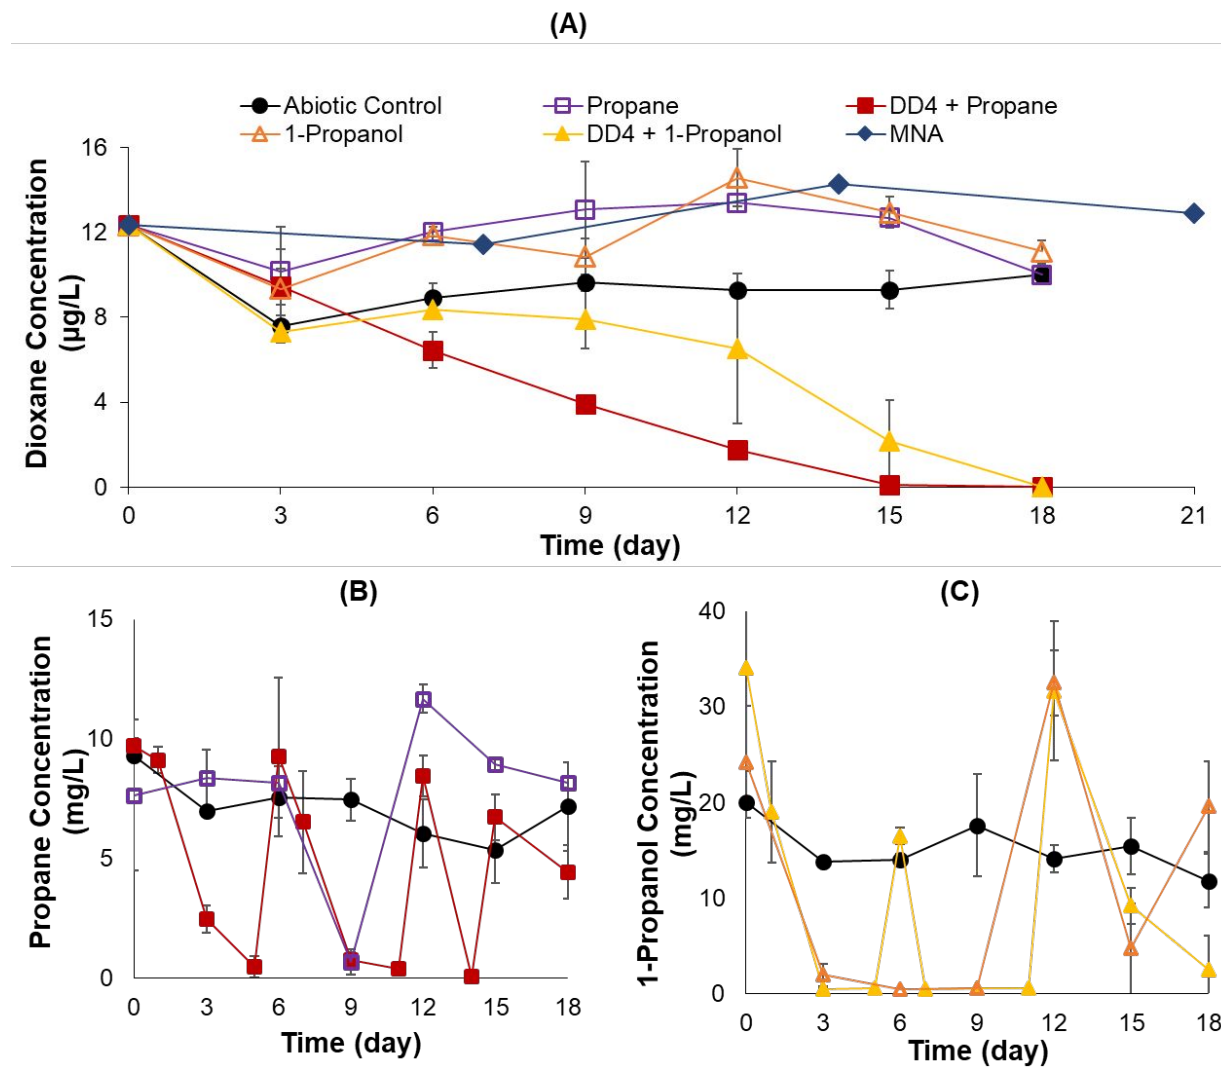 (A)
Abiotic Control Propane DD4 + Propane
1-Propanol DD4 + 1-Propanol MNA
Dioxane Concentration
(µg/L)
16
12
8
4
0
0 3 6 9 12 15 18 21
Time (day)
(B)
Propane Concentration
(mg/L)
15
10
5
0
0 3 6 9 12 15 18
Time (day)
(C)
1-Propanol Concentration
(mg/L)
40
30
20
10
0
0 3 6 9 12 15 18
Time (day)